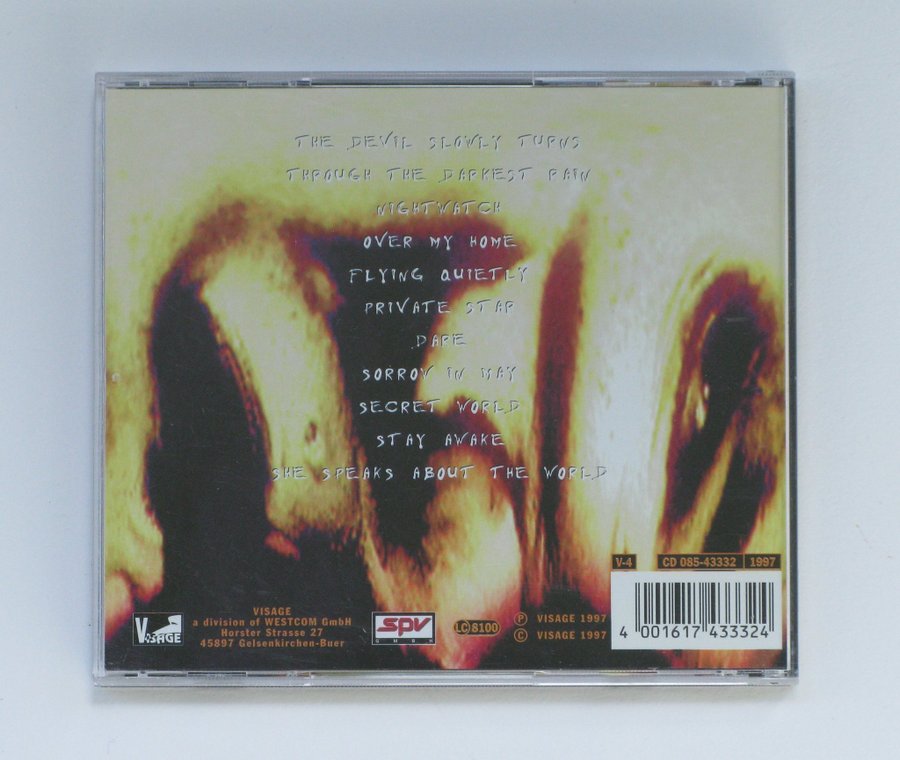 THE DEVIL SLOWLY TURNS
THROUGH THE DARKEST RAIN
NIGHTWATCH
OVER MY HOME
FLYING QUIETLY
PRIVATE STAR
DARE
SORROW IN MAY
SECRET WORLD
STAY AWAKE
SHE SPEAKS ABOUT THE WORLD
V-4 CD 085-43332 1997
VISAGE
VISAGE
a division of WESTCOM GmbH
Horster Strasse 27
45897 Gelsenkirchen-Buer
spv
GMBH
LC 8100
Ⓟ VISAGE 1997
© VISAGE 1997
4 001617 433324